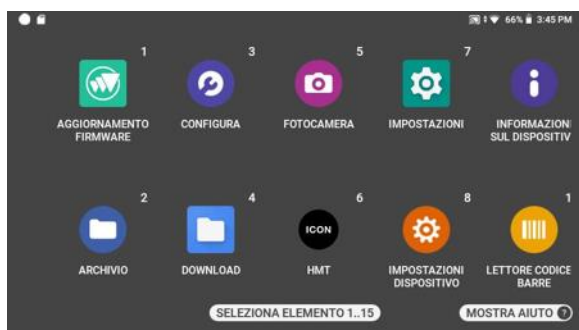 66% 3:45 PM
1 3 5 7
AGGIORNAMENTO
FIRMWARE
CONFIGURA
FOTOCAMERA
IMPOSTAZIONI
INFORMAZION
SUL DISPOSITIV
2 4 6 8 1
ICON
ARCHIVIO
DOWNLOAD
HMT
IMPOSTAZIONI
DISPOSITIVO
LETTORE CODICE
BARRE
SELEZIONA ELEMENTO 1..15
MOSTRA AIUTO ?